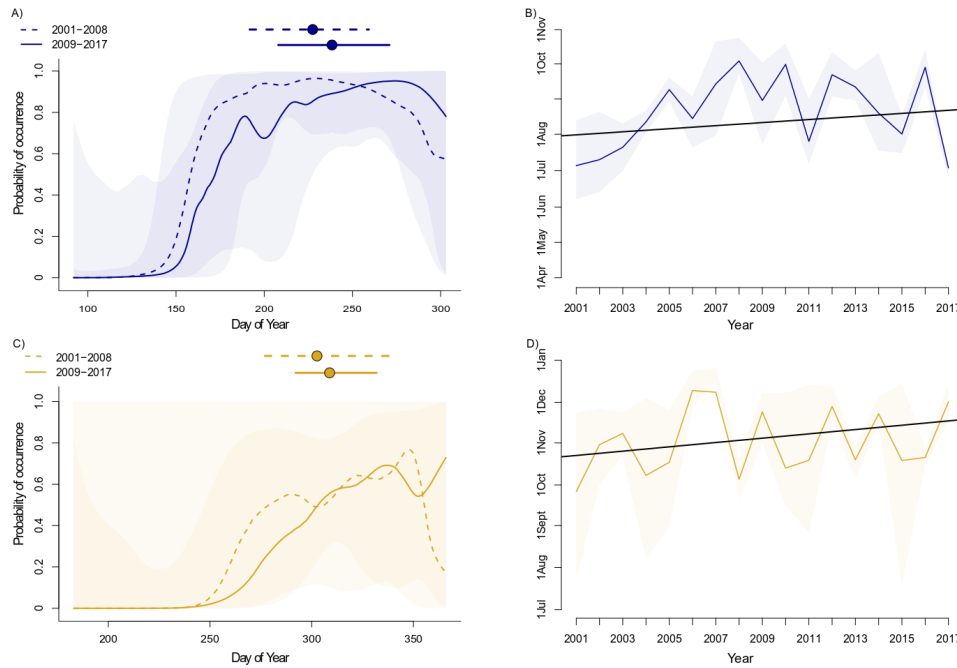 A)
2001−2008
2009−2017
Probability of occurrence
0 0.2 0.4 0.6 0.8 1.0
100 150 200 250 300
Day of Year
B)
1Apr 1May 1Jun 1Jul 1Aug 1Oct 1Nov
2001 2003 2005 2007 2009 2011 2013 2015 2017
Year
C)
2001−2008
2009−2017
Probability of occurrence
0 0.2 0.4 0.6 0.8 1.0
200 250 300 350
Day of Year
D)
1Jul 1Aug 1Sept 1Oct 1Nov 1Dec 1Jan
2001 2003 2005 2007 2009 2011 2013 2015 2017
Year